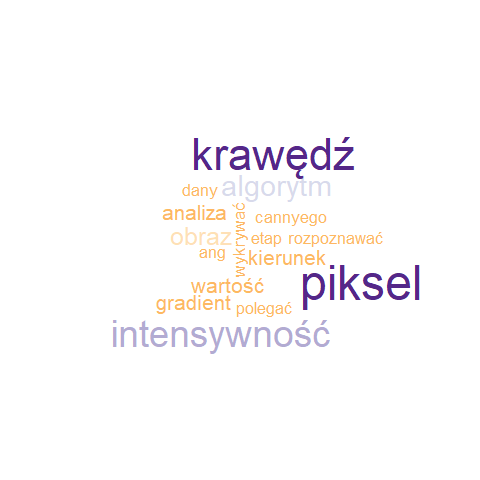 krawędź
dany algorytm
analiza
wykrywać
cannyego
obraz
etap rozpoznawać
ang
kierunek
piksel
wartość
gradient
polegać
intensywność